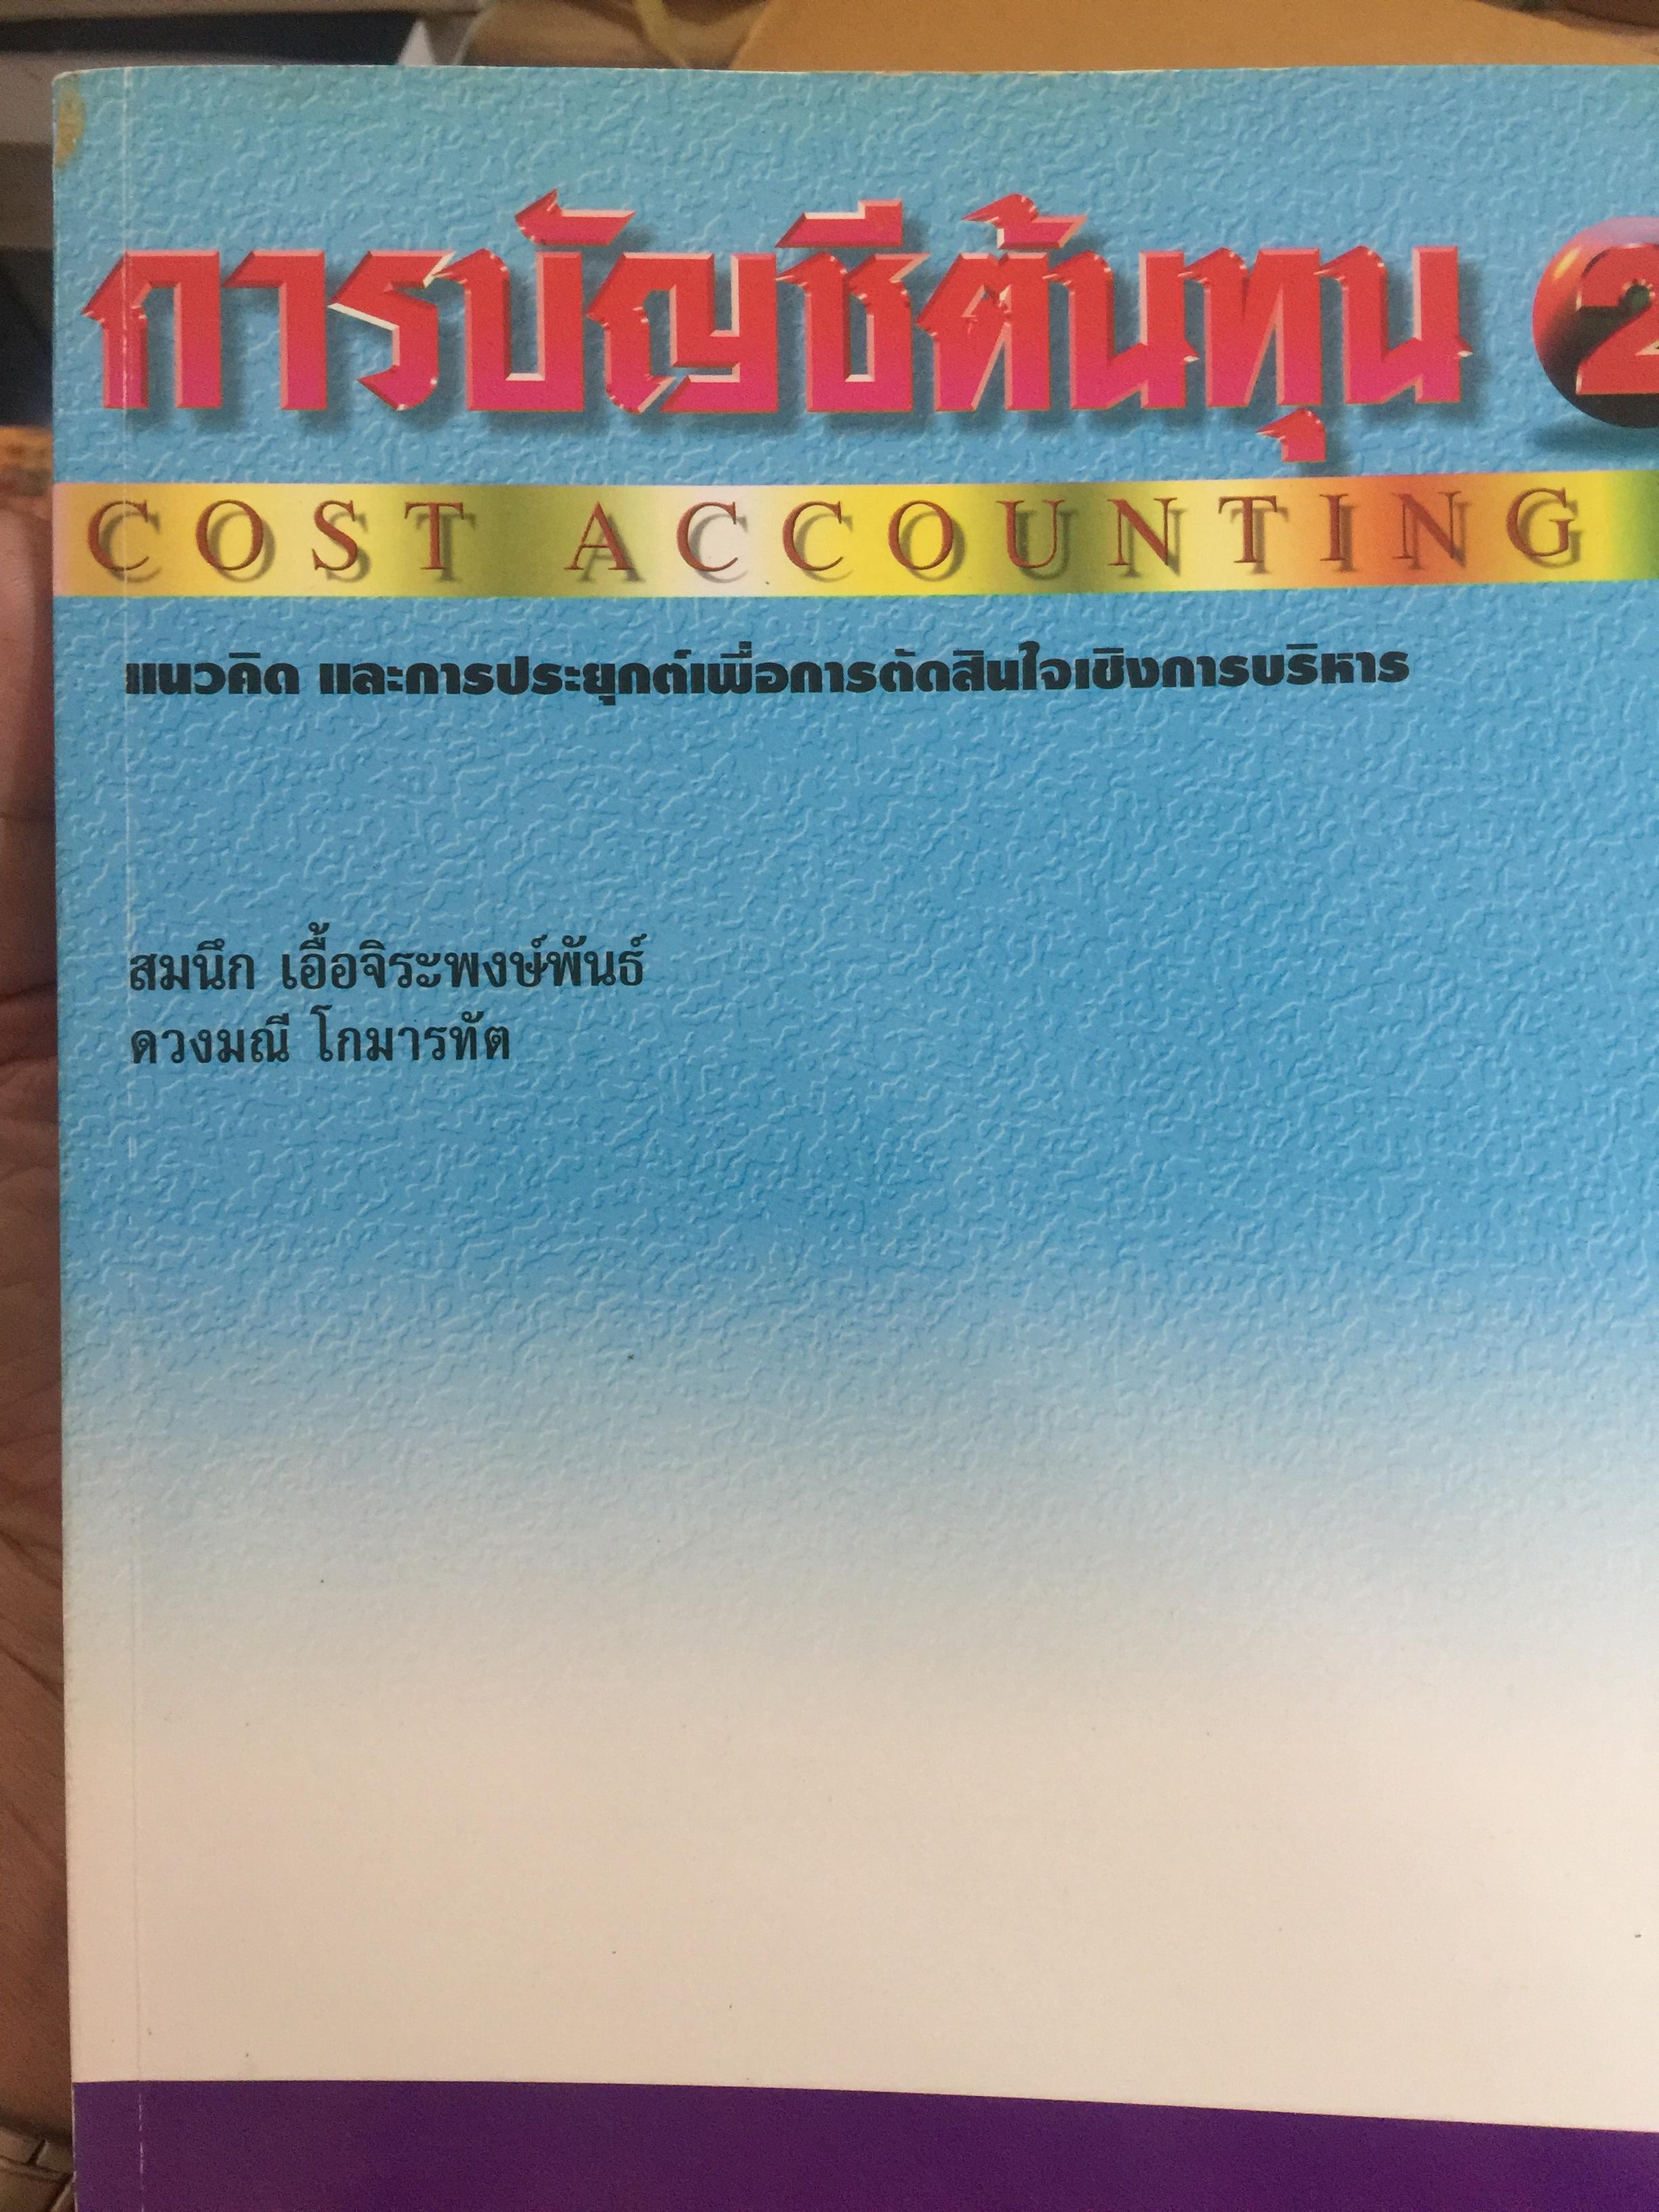 การบัญชีต้นทุน 2
COST ACCOUNTING
แนวคิด และการประยุกต์เพื่อการตัดสินใจเชิงการบริหาร
สมนึก เอื้อจิระพงษ์พันธ์
ดวงมณี โกมารทัต